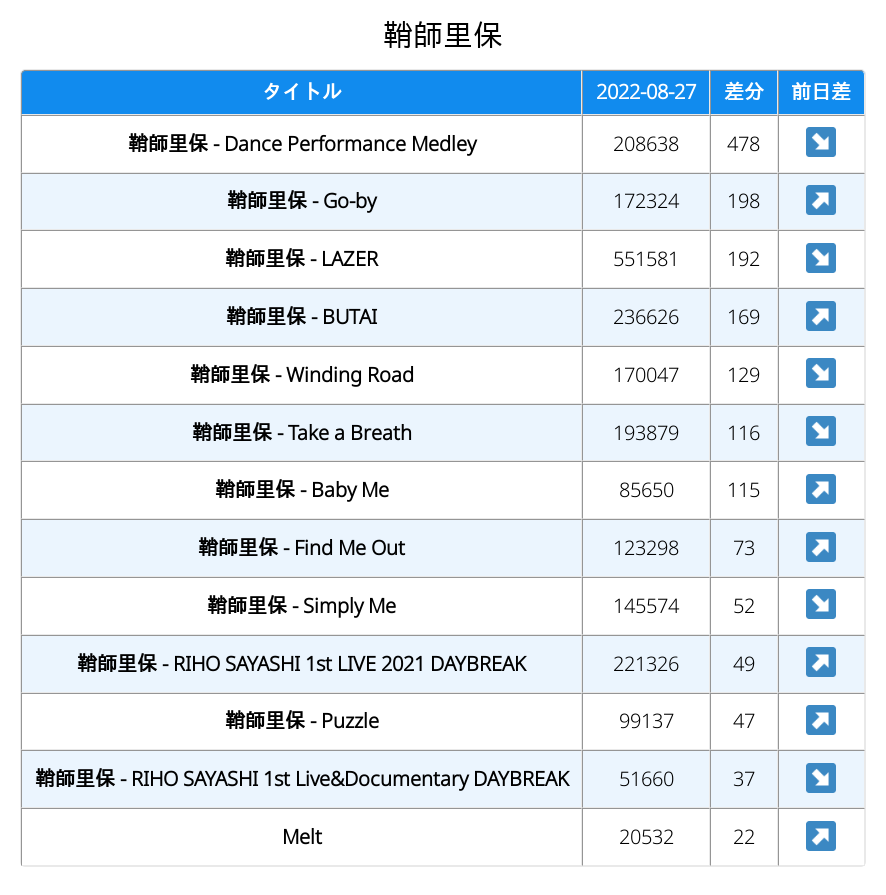 鞘師里保
タイトル 2022-08-27 差分 前日差
鞘師里保 - Dance Performance Medley 208638 478 ↘
鞘師里保 - Go-by 172324 198 ↗
鞘師里保 - LAZER 551581 192 ↘
鞘師里保 - BUTAI 236626 169 ↗
鞘師里保 - Winding Road 170047 129 ↘
鞘師里保 - Take a Breath 193879 116 ↘
鞘師里保 - Baby Me 85650 115 ↗
鞘師里保 - Find Me Out 123298 73 ↗
鞘師里保 - Simply Me 145574 52 ↘
鞘師里保 - RIHO SAYASHI 1st LIVE 2021 DAYBREAK 221326 49 ↗
鞘師里保 - Puzzle 99137 47 ↗
鞘師里保 - RIHO SAYASHI 1st Live&Documentary DAYBREAK 51660 37 ↘
Melt 20532 22 ↗